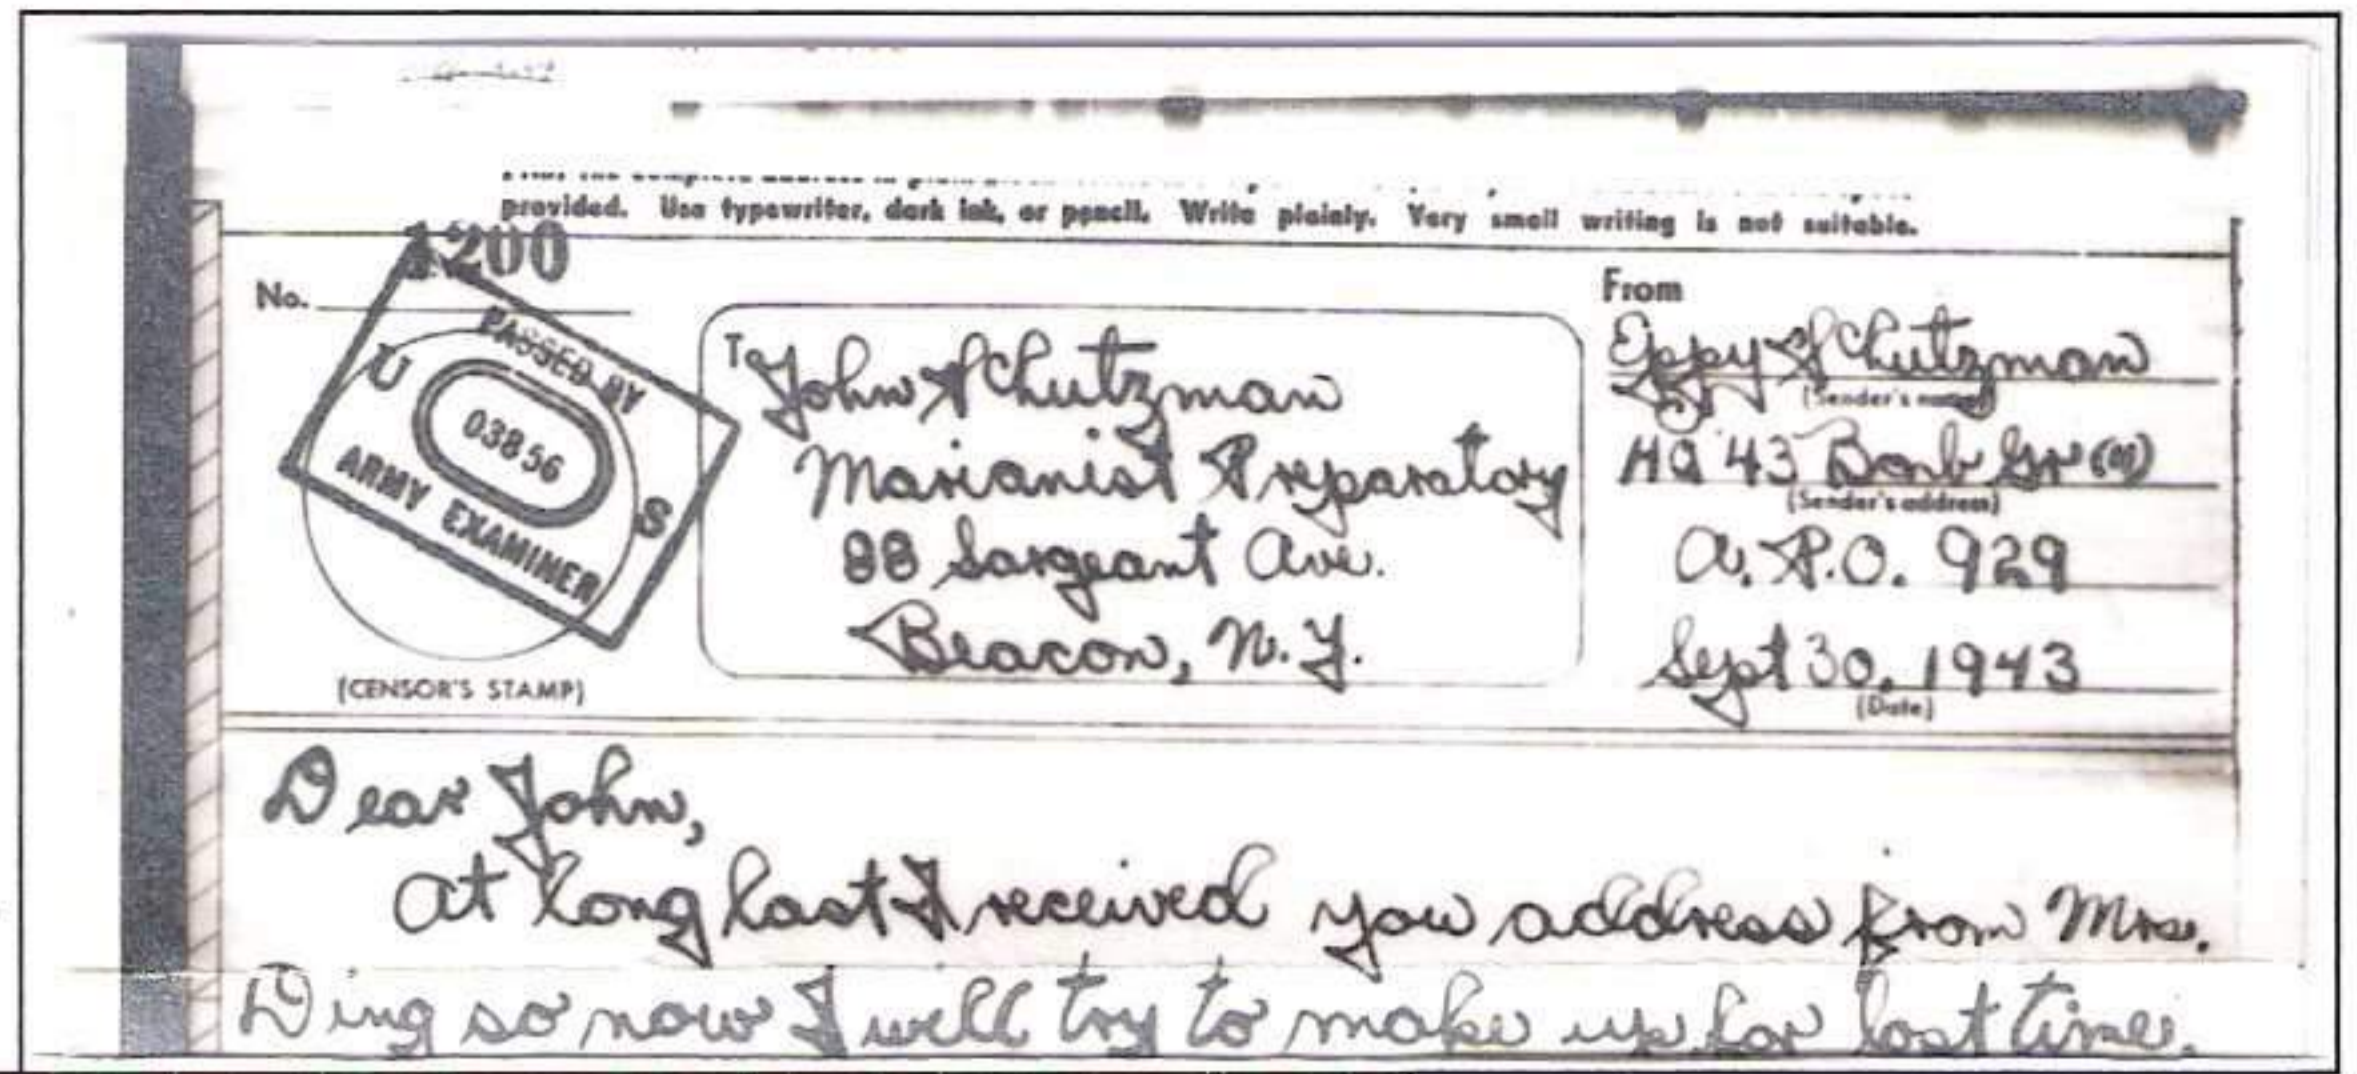 provided. Use typewriter, dark ink, or pencil. Write plainly. Very small writing is not suitable.
1200
No.
PASSED BY
U S
03856
ARMY EXAMINER
(CENSOR'S STAMP)
To John Schutzman
Marianist Preparatory
88 Sargeant Ave.
Beacon, N.Y.
From
Eppy Schutzman
(Sender's name)
HQ 43 Bomb Gr (H)
(Sender's address)
A.P.O. 929
Sept 30, 1943
(Date)
Dear John,
At long last I received you address from Mrs.
Ding so now I will try to make up for lost time.